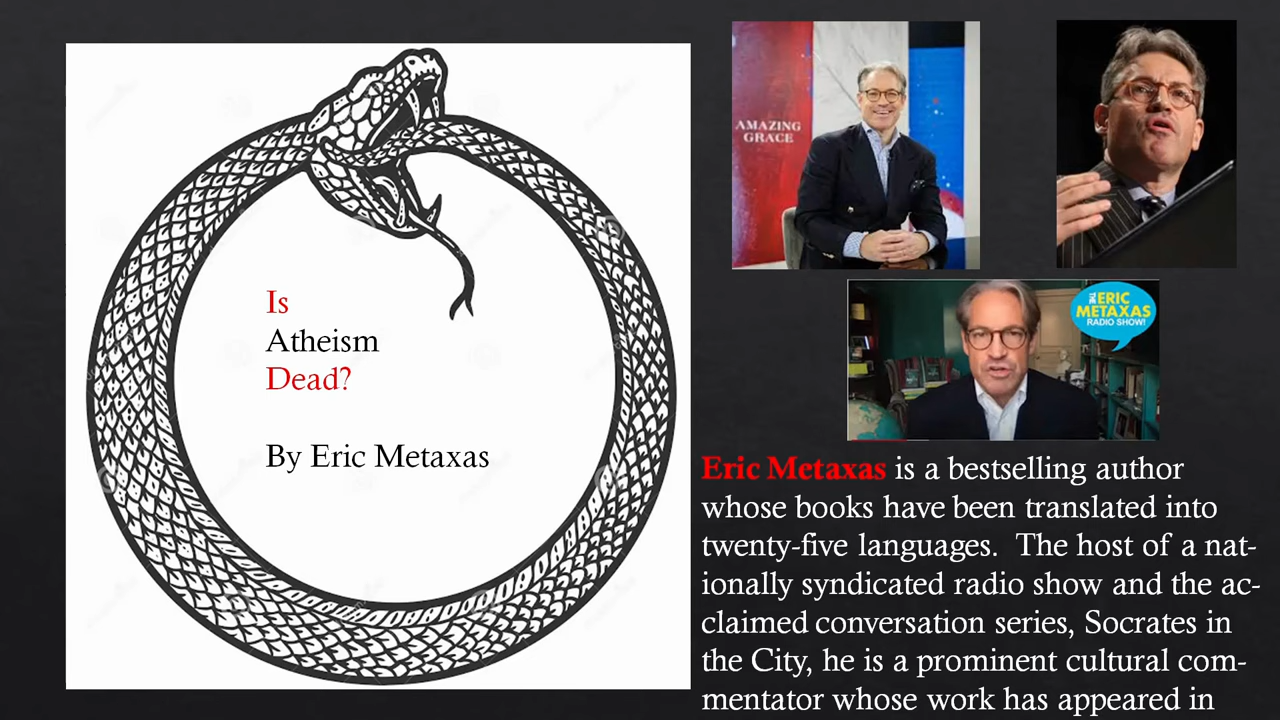 Is
Atheism
Dead?
By Eric Metaxas
AMAZING
GRACE
THE
ERIC
METAXAS
RADIO SHOW!
Eric Metaxas is a bestselling author
whose books have been translated into
twenty-five languages.  The host of a nat-
ionally syndicated radio show and the ac-
claimed conversation series, Socrates in
the City, he is a prominent cultural com-
mentator whose work has appeared in